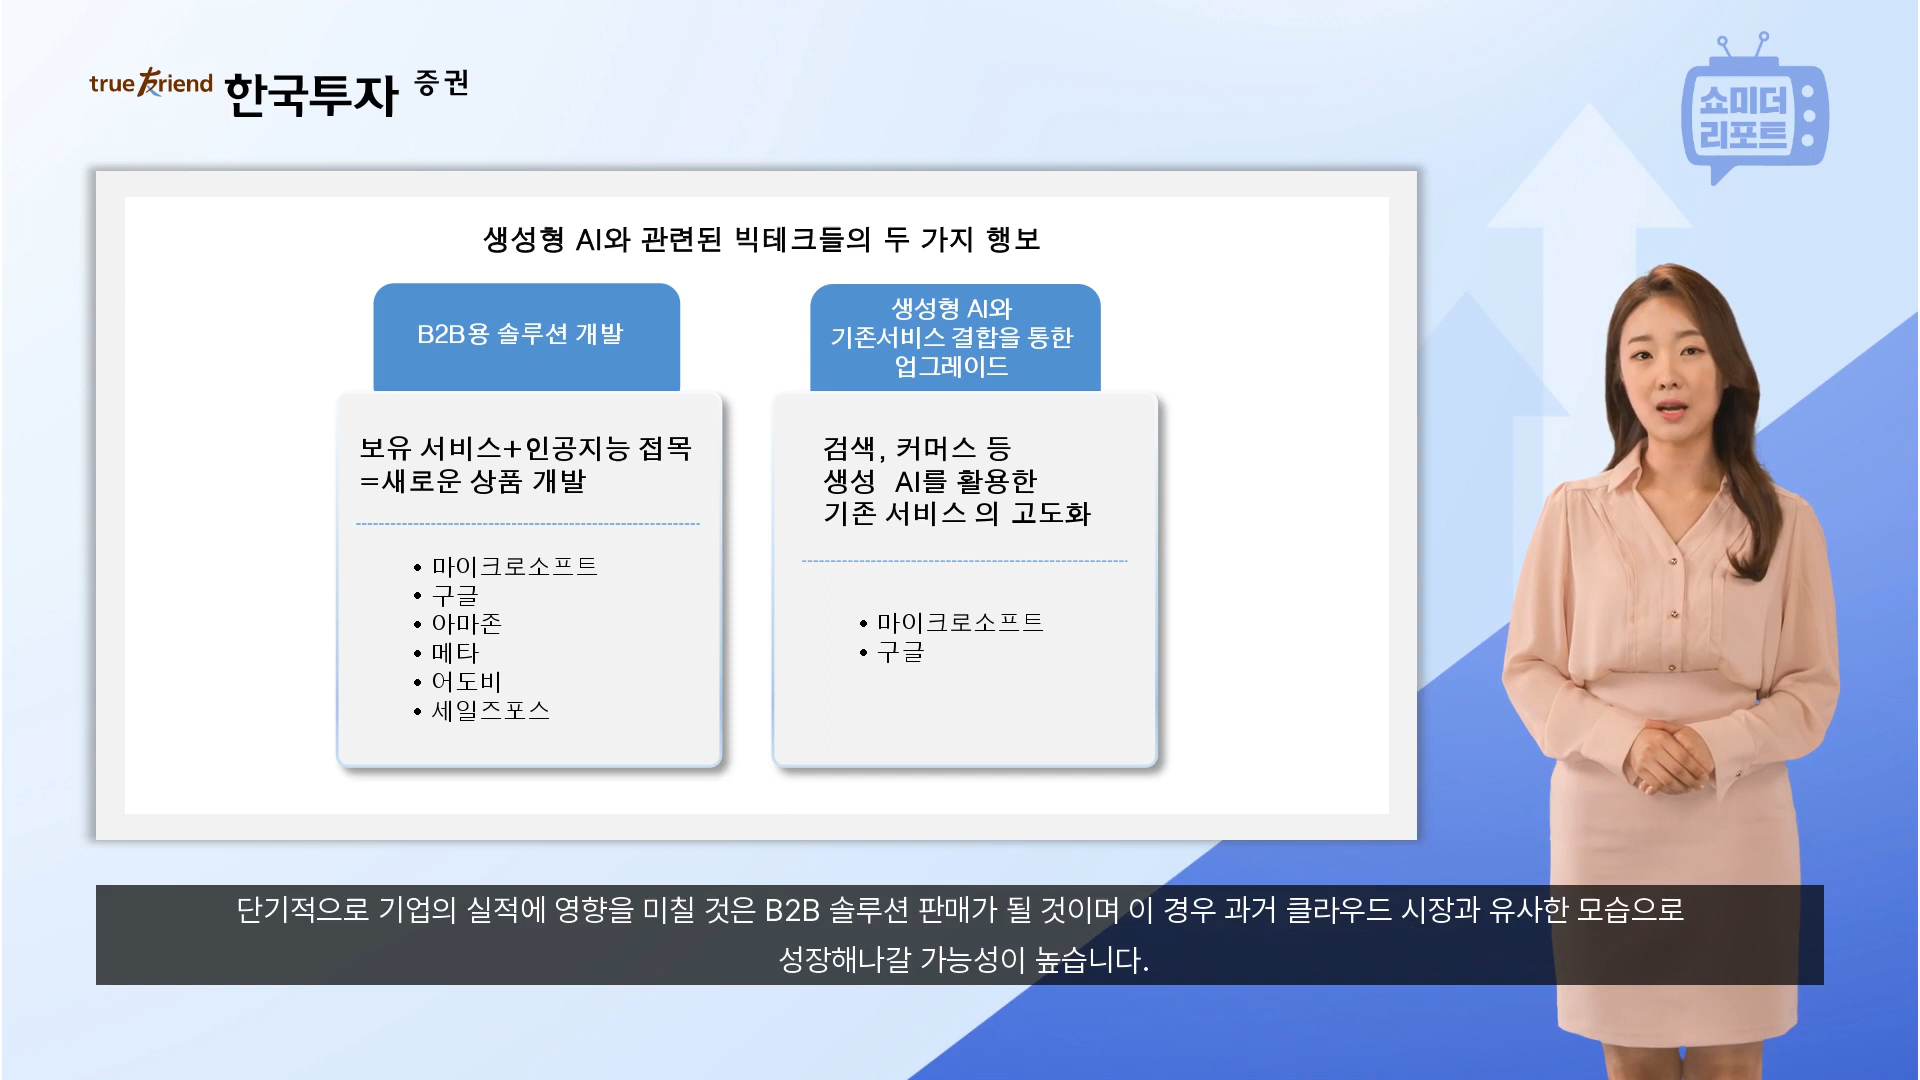 true friend 한국투자 증권
쇼미더
리포트
생성형 AI와 관련된 빅테크들의 두 가지 행보
B2B용 솔루션 개발
보유 서비스+인공지능 접목
=새로운 상품 개발
• 마이크로소프트
• 구글
• 아마존
• 메타
• 어도비
• 세일즈포스
생성형 AI와
기존서비스 결합을 통한
업그레이드
검색, 커머스 등
생성 AI를 활용한
기존 서비스 의 고도화
• 마이크로소프트
• 구글
단기적으로 기업의 실적에 영향을 미칠 것은 B2B 솔루션 판매가 될 것이며 이 경우 과거 클라우드 시장과 유사한 모습으로
성장해나갈 가능성이 높습니다.